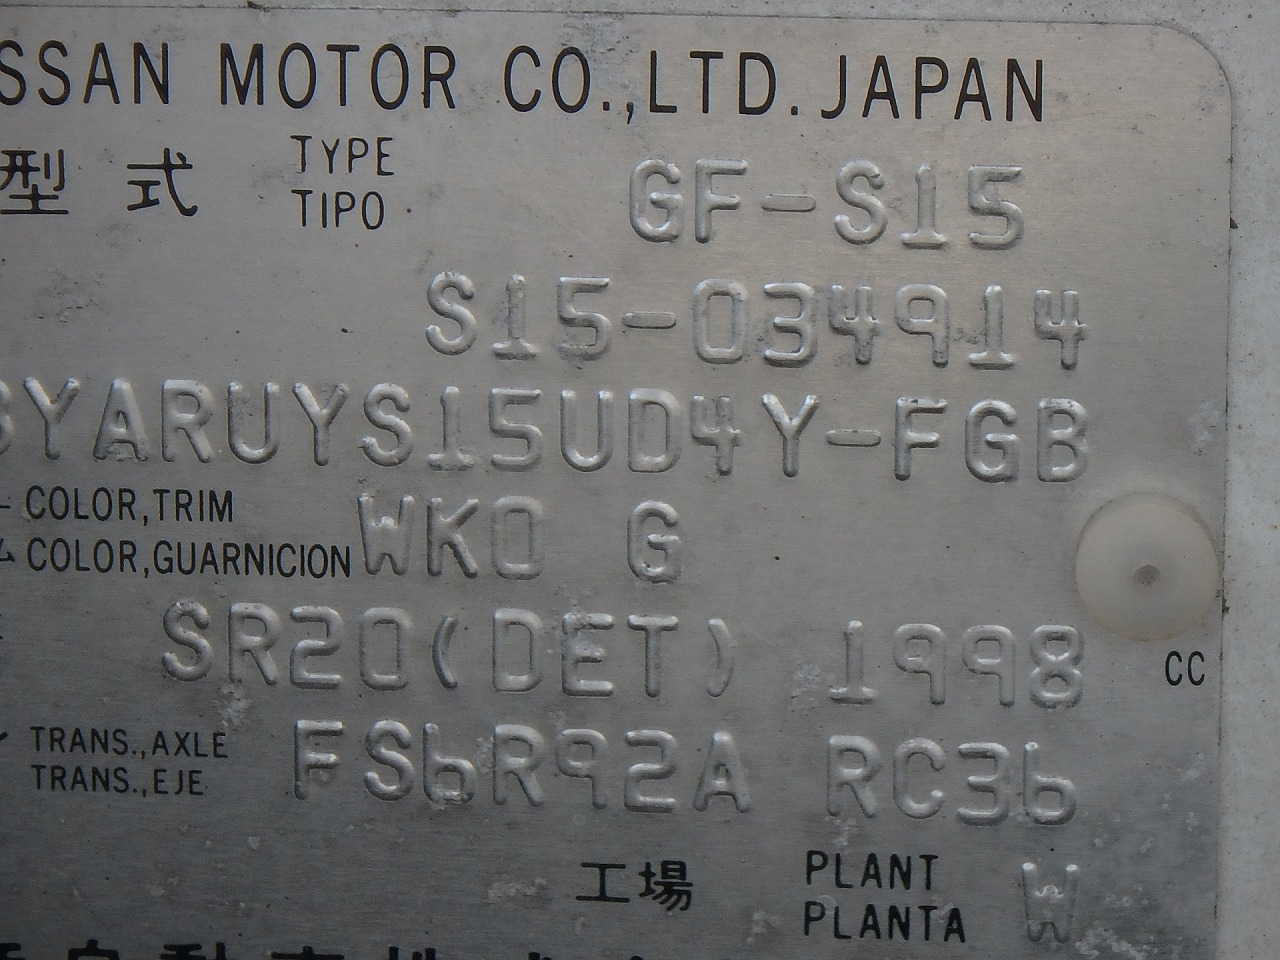 SSAN MOTOR CO.,LTD.JAPAN
型式 TYPE TIPO GF-S15
S15-034914
BYARUYS15UD4Y-FGB
COLOR,TRIM
COLOR,GUARNICION WK0 G
SR20(DET) 1998 CC
TRANS.,AXLE
TRANS.,EJE FS6R92A RC36
工場 PLANT PLANTA W